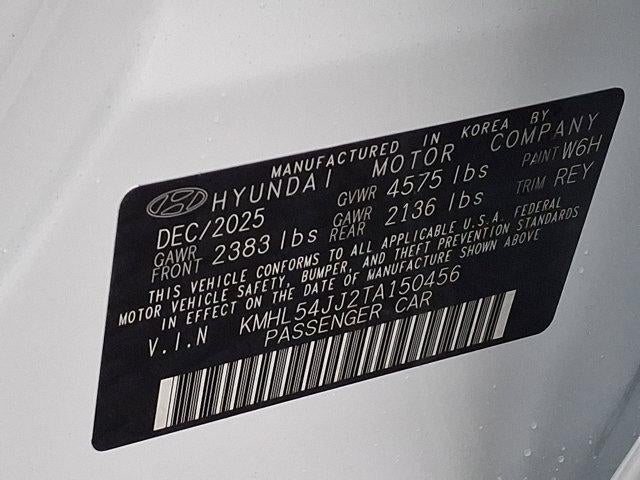 MANUFACTURED IN KOREA BY
HYUNDAI MOTOR COMPANY
DEC/2025 GVWR 4575 lbs PAINT W6H
GAWR FRONT 2383 lbs GAWR REAR 2136 lbs TRIM REY
THIS VEHICLE CONFORMS TO ALL APPLICABLE U.S.A. FEDERAL
MOTOR VEHICLE SAFETY, BUMPER, AND THEFT PREVENTION STANDARDS
IN EFFECT ON THE DATE OF MANUFACTURE SHOWN ABOVE
V.I.N KMHL54JJ2TA150456
PASSENGER CAR